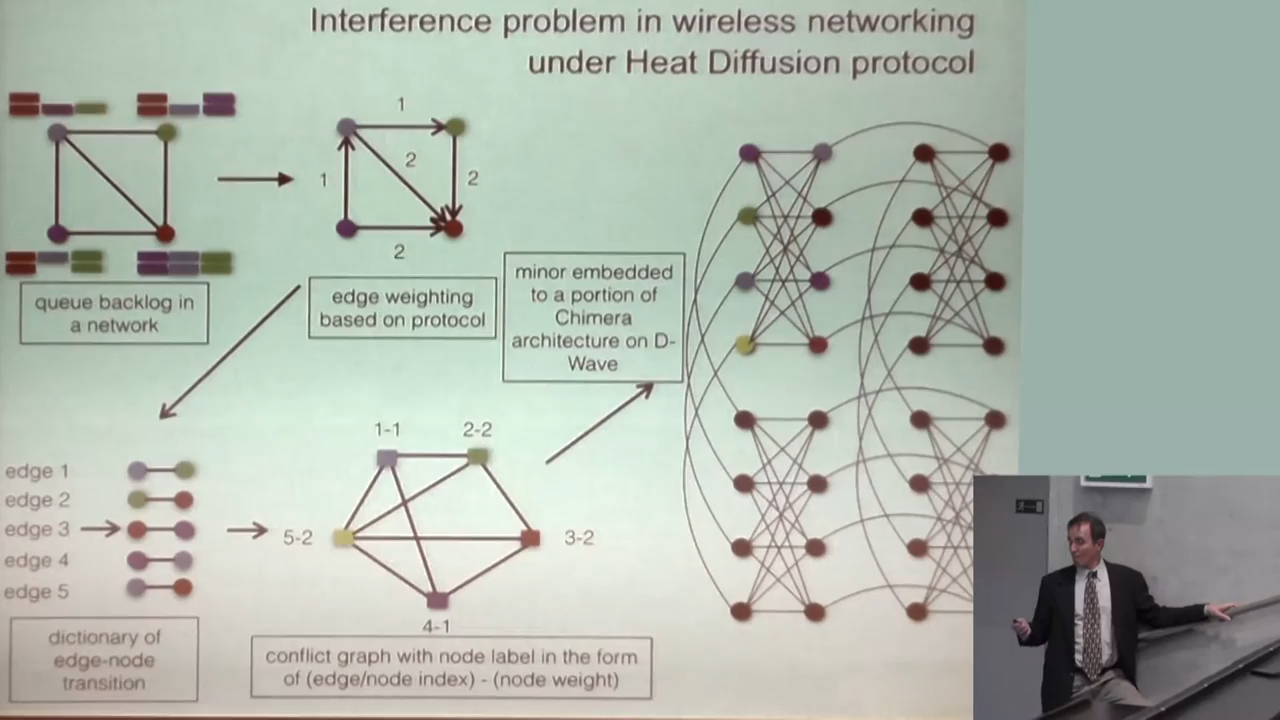 Interference problem in wireless networking
under Heat Diffusion protocol
1
1
2
2
2
queue backlog in
a network
edge weighting
based on protocol
minor embedded
to a portion of
Chimera
architecture on D-
Wave
edge 1
edge 2
edge 3
edge 4
edge 5
dictionary of
edge-node
transition
1-1
2-2
5-2
3-2
4-1
conflict graph with node label in the form
of (edge/node index) - (node weight)